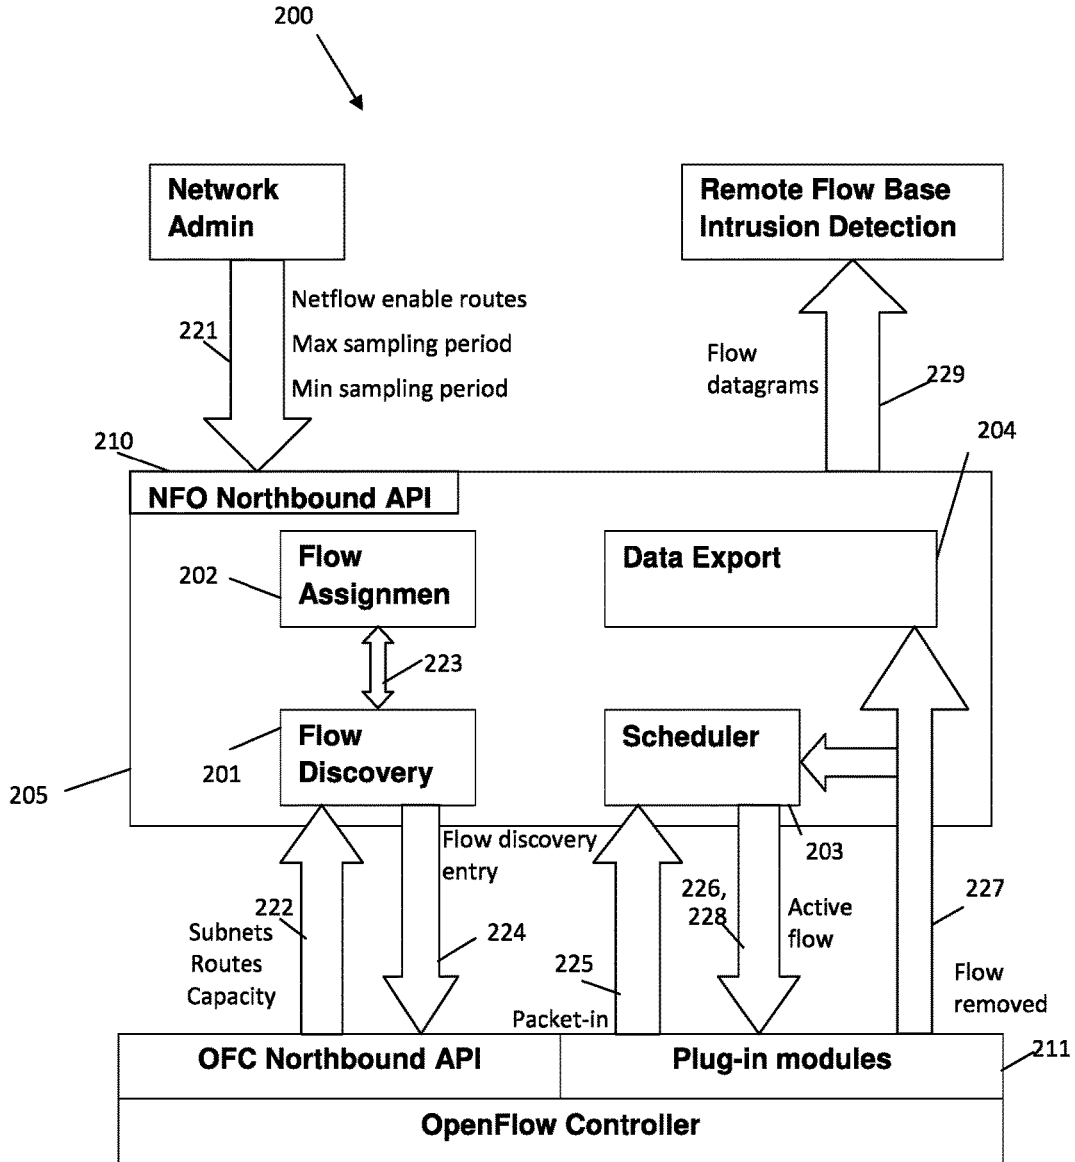 200
Network
Admin
Remote Flow Base
Intrusion Detection
221
Netflow enable routes
Max sampling period
Min sampling period
Flow
datagrams
229
210
204
NFO Northbound API
202
Flow
Assignmen
Data Export
223
201
Flow
Discovery
Scheduler
205
203
Flow discovery
entry
222
Subnets
Routes
Capacity
224
225
Packet-in
226,
228
Active
flow
227
Flow
removed
OFC Northbound API
Plug-in modules
211
OpenFlow Controller